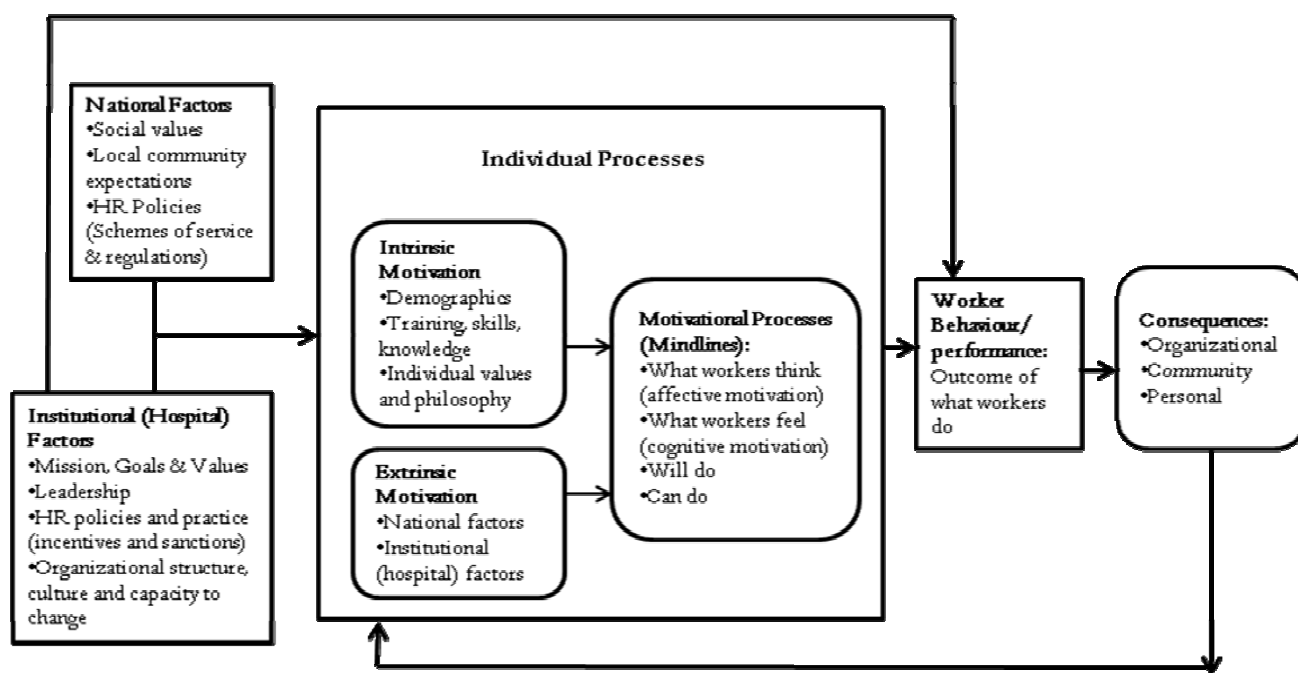 National Factors
•Social values
•Local community
expectations
•HR Policies
(Schemes of service
& regulations)
Institutional (Hospital)
Factors
•Mission, Goals & Values
•Leadership
•HR policies and practice
(incentives and sanctions)
•Organizational structure,
culture and capacity to
change
Individual Processes
Intrinsic
Motivation
•Demographics
•Training, skills,
knowledge
•Individual values
and philosophy
Extrinsic
Motivation
•National factors
•Institutional
(hospital) factors
Motivational Processes
(Mindlines):
•What workers think
(affective motivation)
•What workers feel
(cognitive motivation)
•Will do
•Can do
Worker
Behaviour/
performance:
Outcome of
what workers
do
Consequences:
•Organizational
•Community
•Personal